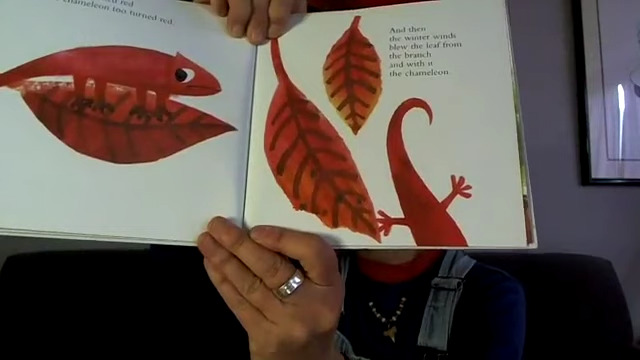 red
chameleon too turned red
And then
the winter winds
blew the leaf from
the branch
and with it
the chameleon.